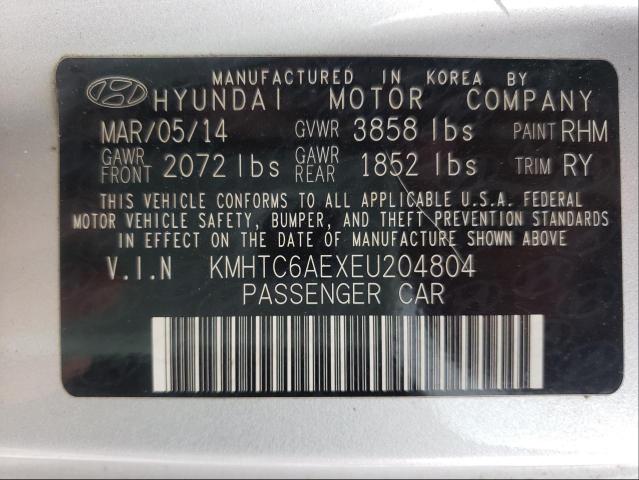 MANUFACTURED IN KOREA BY
HYUNDAI MOTOR COMPANY
MAR/05/14 GVWR 3858 lbs PAINT RHM
GAWR FRONT 2072 lbs GAWR REAR 1852 lbs TRIM RY
THIS VEHICLE CONFORMS TO ALL APPLICABLE U.S.A. FEDERAL
MOTOR VEHICLE SAFETY, BUMPER, AND THEFT PREVENTION STANDARDS
IN EFFECT ON THE DATE OF MANUFACTURE SHOWN ABOVE
V.I.N KMHTC6AEXEU204804
PASSENGER CAR